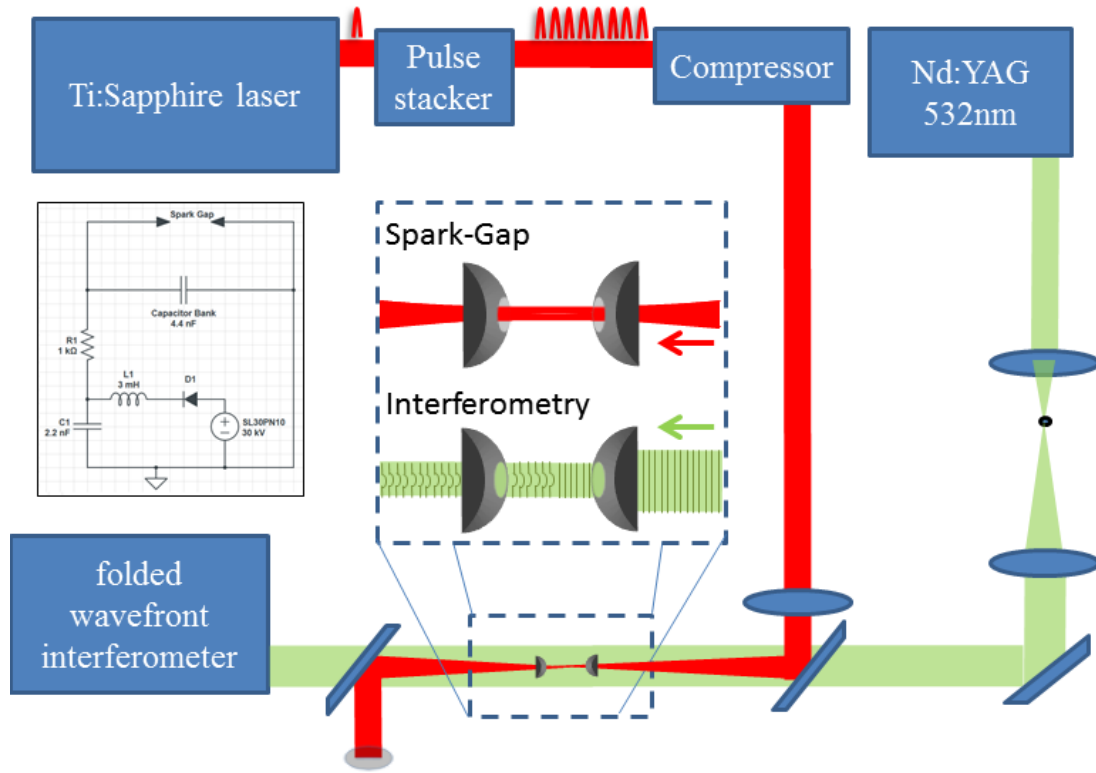 Ti:Sapphire laser
Pulse
stacker
Compressor
Nd:YAG
532nm
Spark Gap
Capacitor Bank
4.4 nF
R1
1 kΩ
L1
3 mH
D1
C1
2.2 nF
SL30PN10
30 kV
Spark-Gap
Interferometry
folded
wavefront
interferometer